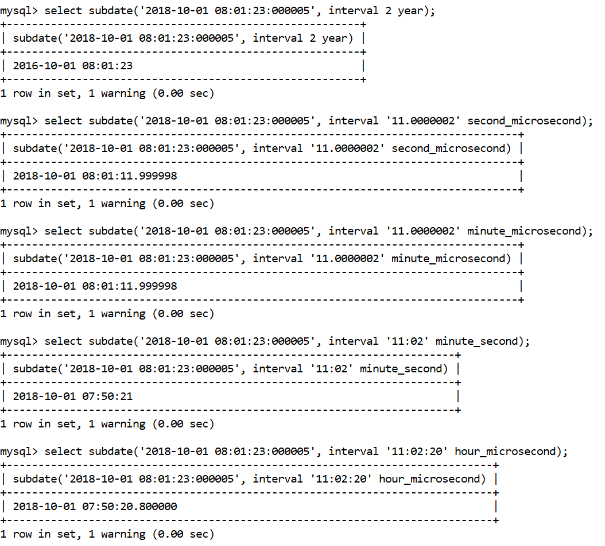 mysql> select subdate('2018-10-01 08:01:23:000005', interval 2 year);
+-----------------------------------------------------+
| subdate('2018-10-01 08:01:23:000005', interval 2 year) |
+-----------------------------------------------------+
| 2016-10-01 08:01:23                                 |
+-----------------------------------------------------+
1 row in set, 1 warning (0.00 sec)
mysql> select subdate('2018-10-01 08:01:23:000005', interval '11.0000002' second_microsecond);
+------------------------------------------------------------------------------+
| subdate('2018-10-01 08:01:23:000005', interval '11.0000002' second_microsecond) |
+------------------------------------------------------------------------------+
| 2018-10-01 08:01:11.999998                                                   |
+------------------------------------------------------------------------------+
1 row in set, 1 warning (0.00 sec)
mysql> select subdate('2018-10-01 08:01:23:000005', interval '11.0000002' minute_microsecond);
+------------------------------------------------------------------------------+
| subdate('2018-10-01 08:01:23:000005', interval '11.0000002' minute_microsecond) |
+------------------------------------------------------------------------------+
| 2018-10-01 08:01:11.999998                                                   |
+------------------------------------------------------------------------------+
1 row in set, 1 warning (0.00 sec)
mysql> select subdate('2018-10-01 08:01:23:000005', interval '11:02' minute_second);
+--------------------------------------------------------------------+
| subdate('2018-10-01 08:01:23:000005', interval '11:02' minute_second) |
+--------------------------------------------------------------------+
| 2018-10-01 07:50:21                                                |
+--------------------------------------------------------------------+
1 row in set, 1 warning (0.00 sec)
mysql> select subdate('2018-10-01 08:01:23:000005', interval '11:02:20' hour_microsecond);
+--------------------------------------------------------------------------+
| subdate('2018-10-01 08:01:23:000005', interval '11:02:20' hour_microsecond) |
+--------------------------------------------------------------------------+
| 2018-10-01 07:50:20.800000                                               |
+--------------------------------------------------------------------------+
1 row in set, 1 warning (0.00 sec)